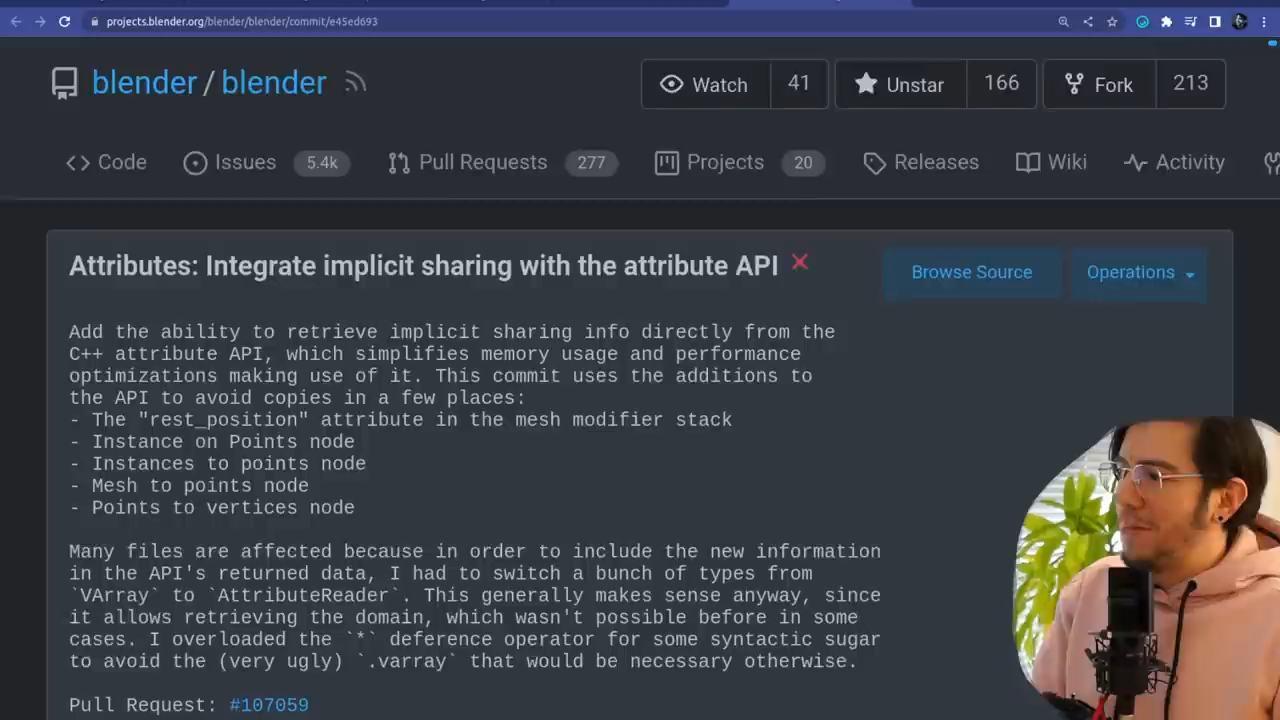 projects.blender.org/blender/blender/commit/e45ed693
blender / blender
Watch 41
Unstar 166
Fork 213
Code
Issues 5.4k
Pull Requests 277
Projects 20
Releases
Wiki
Activity
Attributes: Integrate implicit sharing with the attribute API
Browse Source
Operations
Add the ability to retrieve implicit sharing info directly from the
C++ attribute API, which simplifies memory usage and performance
optimizations making use of it. This commit uses the additions to
the API to avoid copies in a few places:
- The "rest_position" attribute in the mesh modifier stack
- Instance on Points node
- Instances to points node
- Mesh to points node
- Points to vertices node
Many files are affected because in order to include the new information
in the API's returned data, I had to switch a bunch of types from
`VArray` to `AttributeReader`. This generally makes sense anyway, since
it allows retrieving the domain, which wasn't possible before in some
cases. I overloaded the `*` deference operator for some syntactic sugar
to avoid the (very ugly) `.varray` that would be necessary otherwise.
Pull Request: #107059